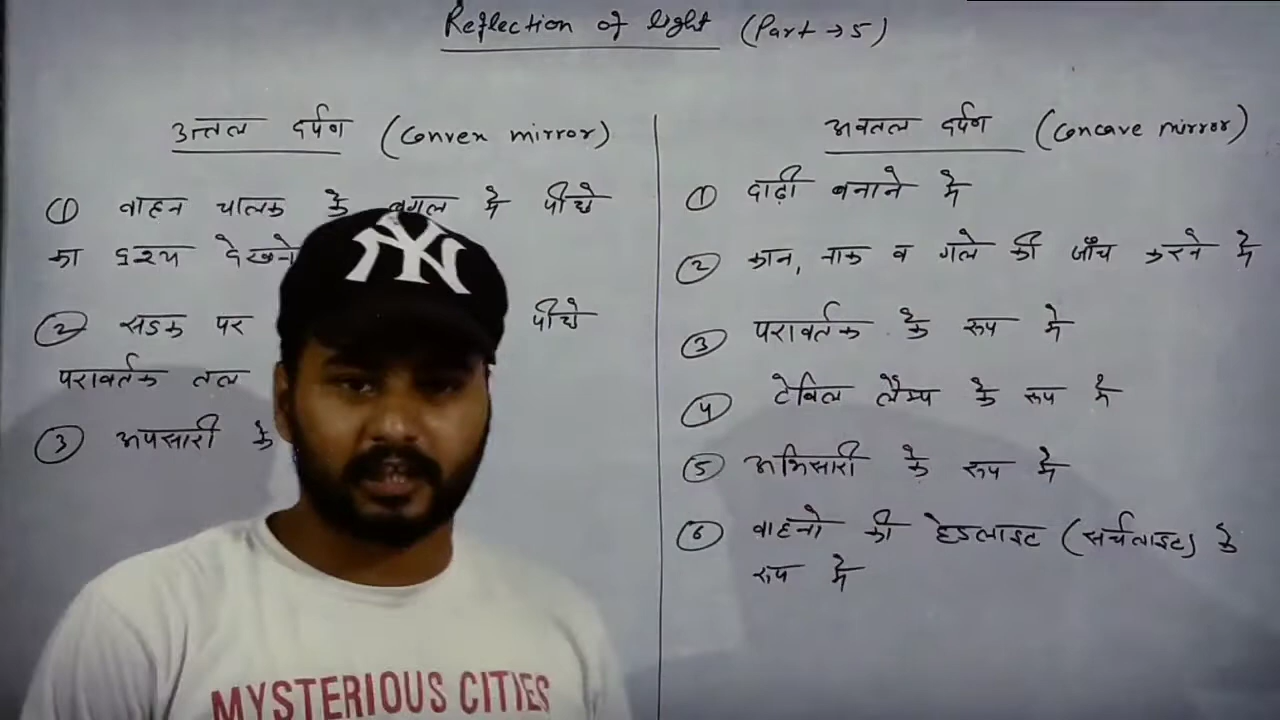 Reflection of light (Part → 5)
उत्तल दर्पण (Convex mirror)
① वाहन चालक के बगल में पीछे
का दृश्य देखने
② सडक पर पीछे
परावर्तक तल
③ अपसारी के
अवतल दर्पण (Concave mirror)
① दाढ़ी बनाने में
② कान, नाक व गले की जाँच करने में
③ परावर्तक के रूप में
④ टेबिल लैम्प के रूप में
⑤ अभिसारी के रूप में
⑥ वाहनो की हेडलाइट (सर्चलाइट) के
रूप में
NY
MYSTERIOUS CITIES